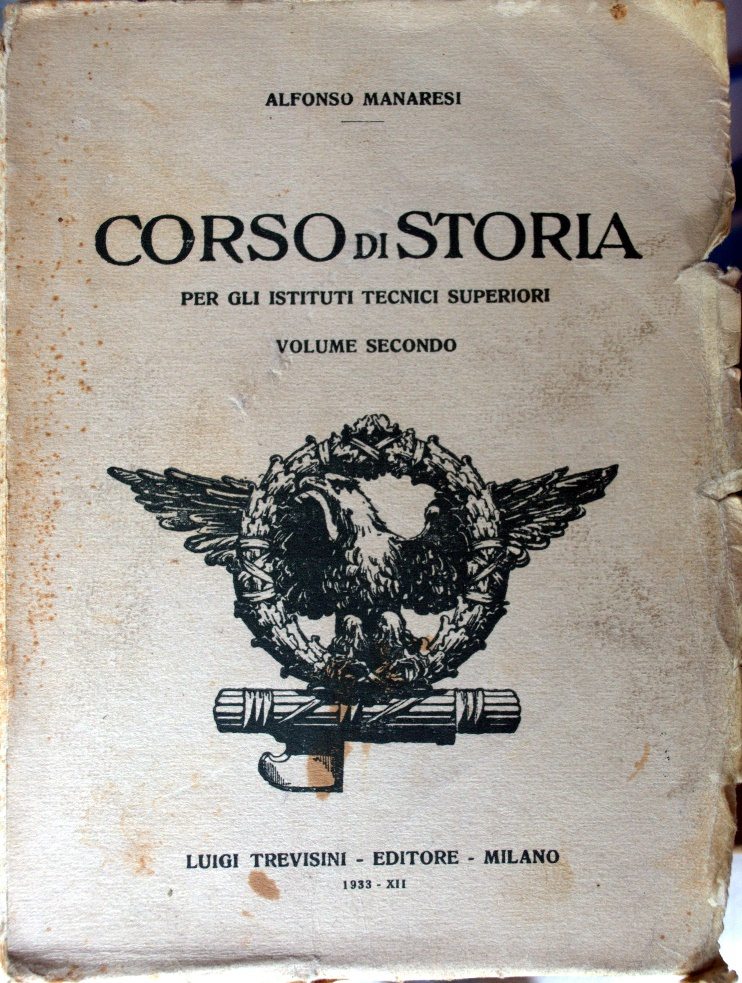 ALFONSO MANARESI
CORSO DI STORIA
PER GLI ISTITUTI TECNICI SUPERIORI
VOLUME SECONDO
LUIGI TREVISINI - EDITORE - MILANO
1933 - XII